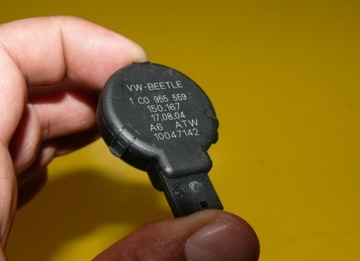 VW-BEETLE
1 C0 955 559
150.167
17.08.04
A6 ATW
10047142